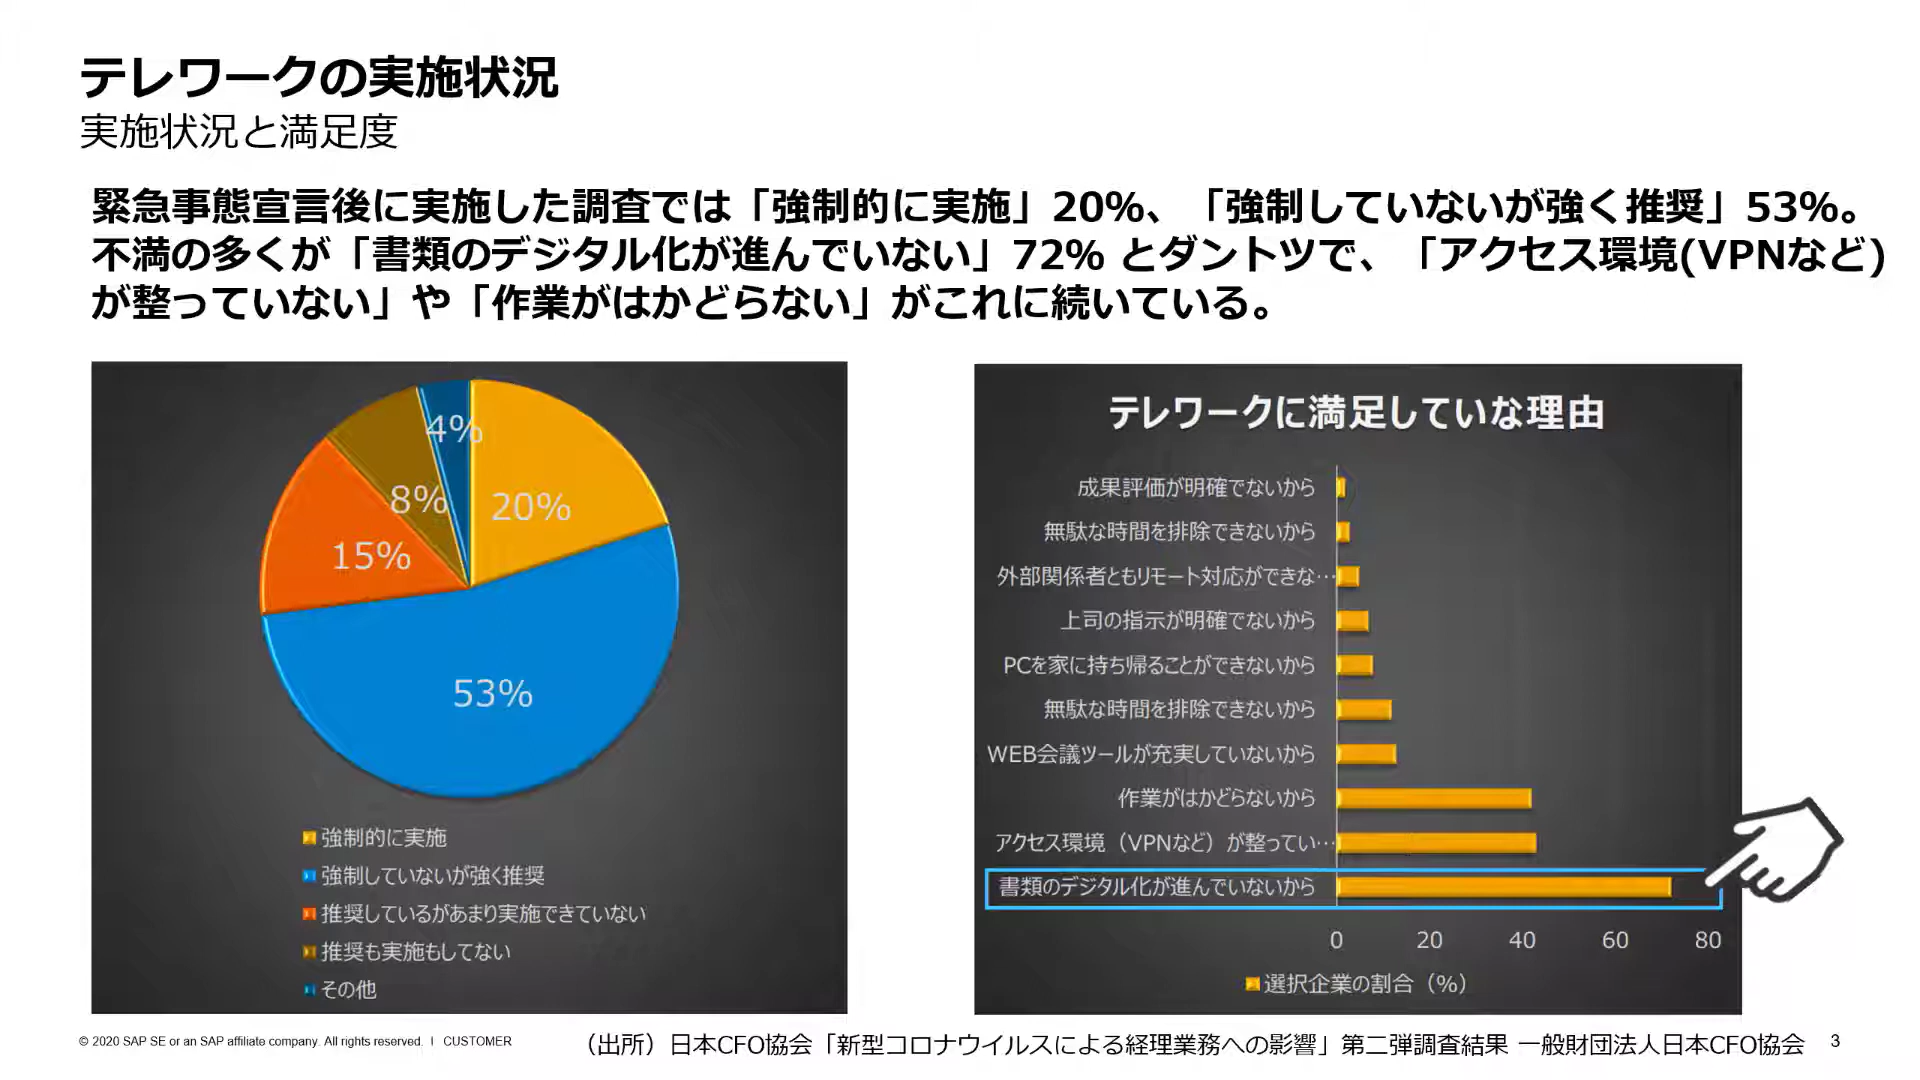 テレワークの実施状況
実施状況と満足度
緊急事態宣言後に実施した調査では「強制的に実施」20%、「強制していないが強く推奨」53%。
不満の多くが「書類のデジタル化が進んでいない」72% とダントツで、「アクセス環境(VPNなど)
が整っていない」や「作業がはかどらない」がこれに続いている。
4%
8%
20%
15%
53%
強制的に実施
強制していないが強く推奨
推奨しているがあまり実施できていない
推奨も実施もしてない
その他
テレワークに満足していな理由
成果評価が明確でないから
無駄な時間を排除できないから
外部関係者ともリモート対応ができな…
上司の指示が明確でないから
PCを家に持ち帰ることができないから
無駄な時間を排除できないから
WEB会議ツールが充実していないから
作業がはかどらないから
アクセス環境（VPNなど）が整ってい…
書類のデジタル化が進んでいないから
0 20 40 60 80
選択企業の割合（%）
© 2020 SAP SE or an SAP affiliate company. All rights reserved. | CUSTOMER
（出所）日本CFO協会「新型コロナウイルスによる経理業務への影響」第二弾調査結果 一般財団法人日本CFO協会
3